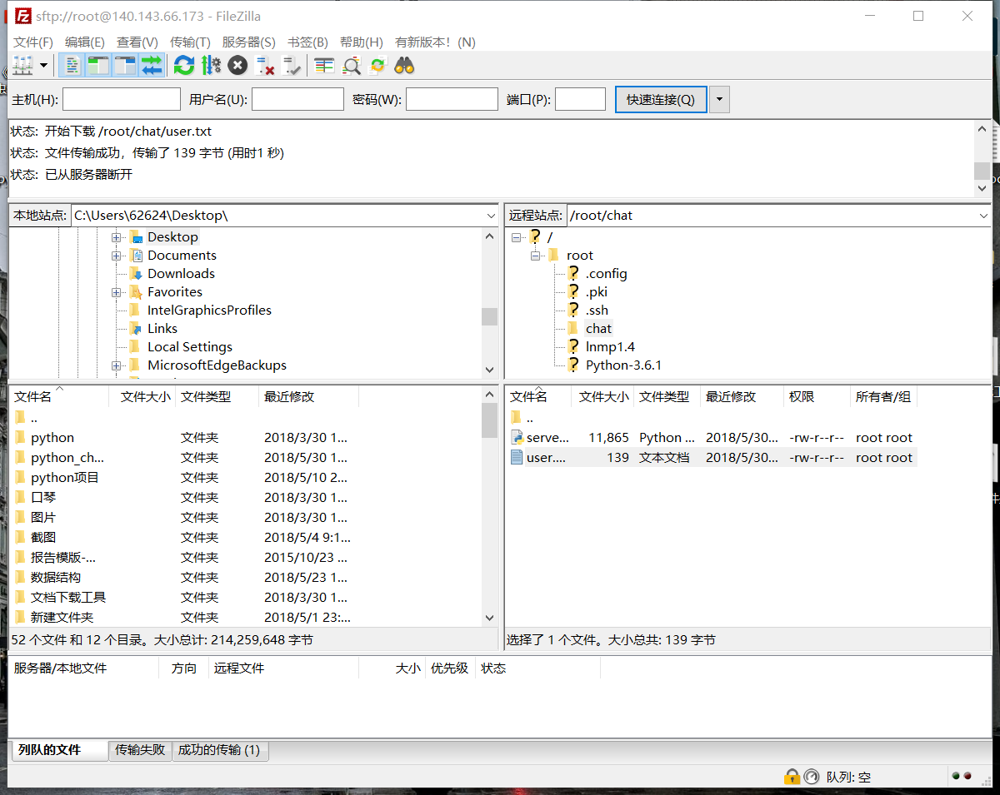 sftp://root@140.143.66.173 - FileZilla
文件(F) 编辑(E) 查看(V) 传输(T) 服务器(S) 书签(B) 帮助(H) 有新版本! (N)
主机(H): 用户名(U): 密码(W): 端口(P): 快速连接(Q)
状态: 开始下载 /root/chat/user.txt
状态: 文件传输成功，传输了 139 字节 (用时1 秒)
状态: 已从服务器断开
本地站点: C:\Users\62624\Desktop\
Desktop
Documents
Downloads
Favorites
IntelGraphicsProfiles
Links
Local Settings
MicrosoftEdgeBackups
远程站点: /root/chat
/
root
.config
.pki
.ssh
chat
lnmp1.4
Python-3.6.1
文件名 文件大小 文件类型 最近修改
..
python 文件夹 2018/3/30 1...
python_ch... 文件夹 2018/5/30 1...
python项目 文件夹 2018/5/10 2...
口琴 文件夹 2018/3/30 1...
图片 文件夹 2018/3/30 1...
截图 文件夹 2018/5/4 9:1...
报告模版-... 文件夹 2015/10/23 ...
数据结构 文件夹 2018/5/23 1...
文档下载工具 文件夹 2018/3/30 1...
新建文件夹 文件夹 2018/5/1 23:...
52 个文件 和 12 个目录。大小总计: 214,259,648 字节
文件名 文件大小 文件类型 最近修改 权限 所有者/组
..
serve... 11,865 Python ... 2018/5/30... -rw-r--r-- root root
user.... 139 文本文档 2018/5/30... -rw-r--r-- root root
选择了 1 个文件。大小总共: 139 字节
服务器/本地文件 方向 远程文件 大小 优先级 状态
列队的文件 传输失败 成功的传输 (1)
队列: 空